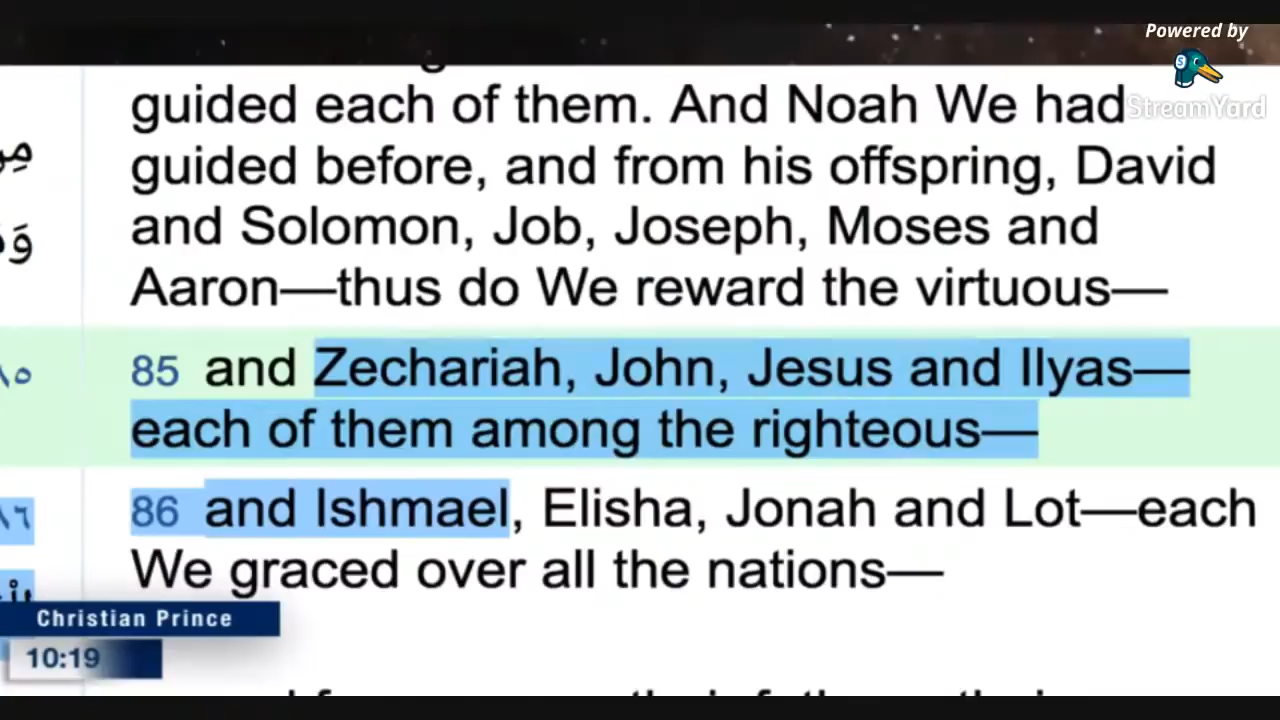 Powered by
StreamYard
guided each of them. And Noah We had
guided before, and from his offspring, David
and Solomon, Job, Joseph, Moses and
Aaron—thus do We reward the virtuous—
85 and Zechariah, John, Jesus and Ilyas—
each of them among the righteous—
86 and Ishmael, Elisha, Jonah and Lot—each
We graced over all the nations—
Christian Prince
10:19